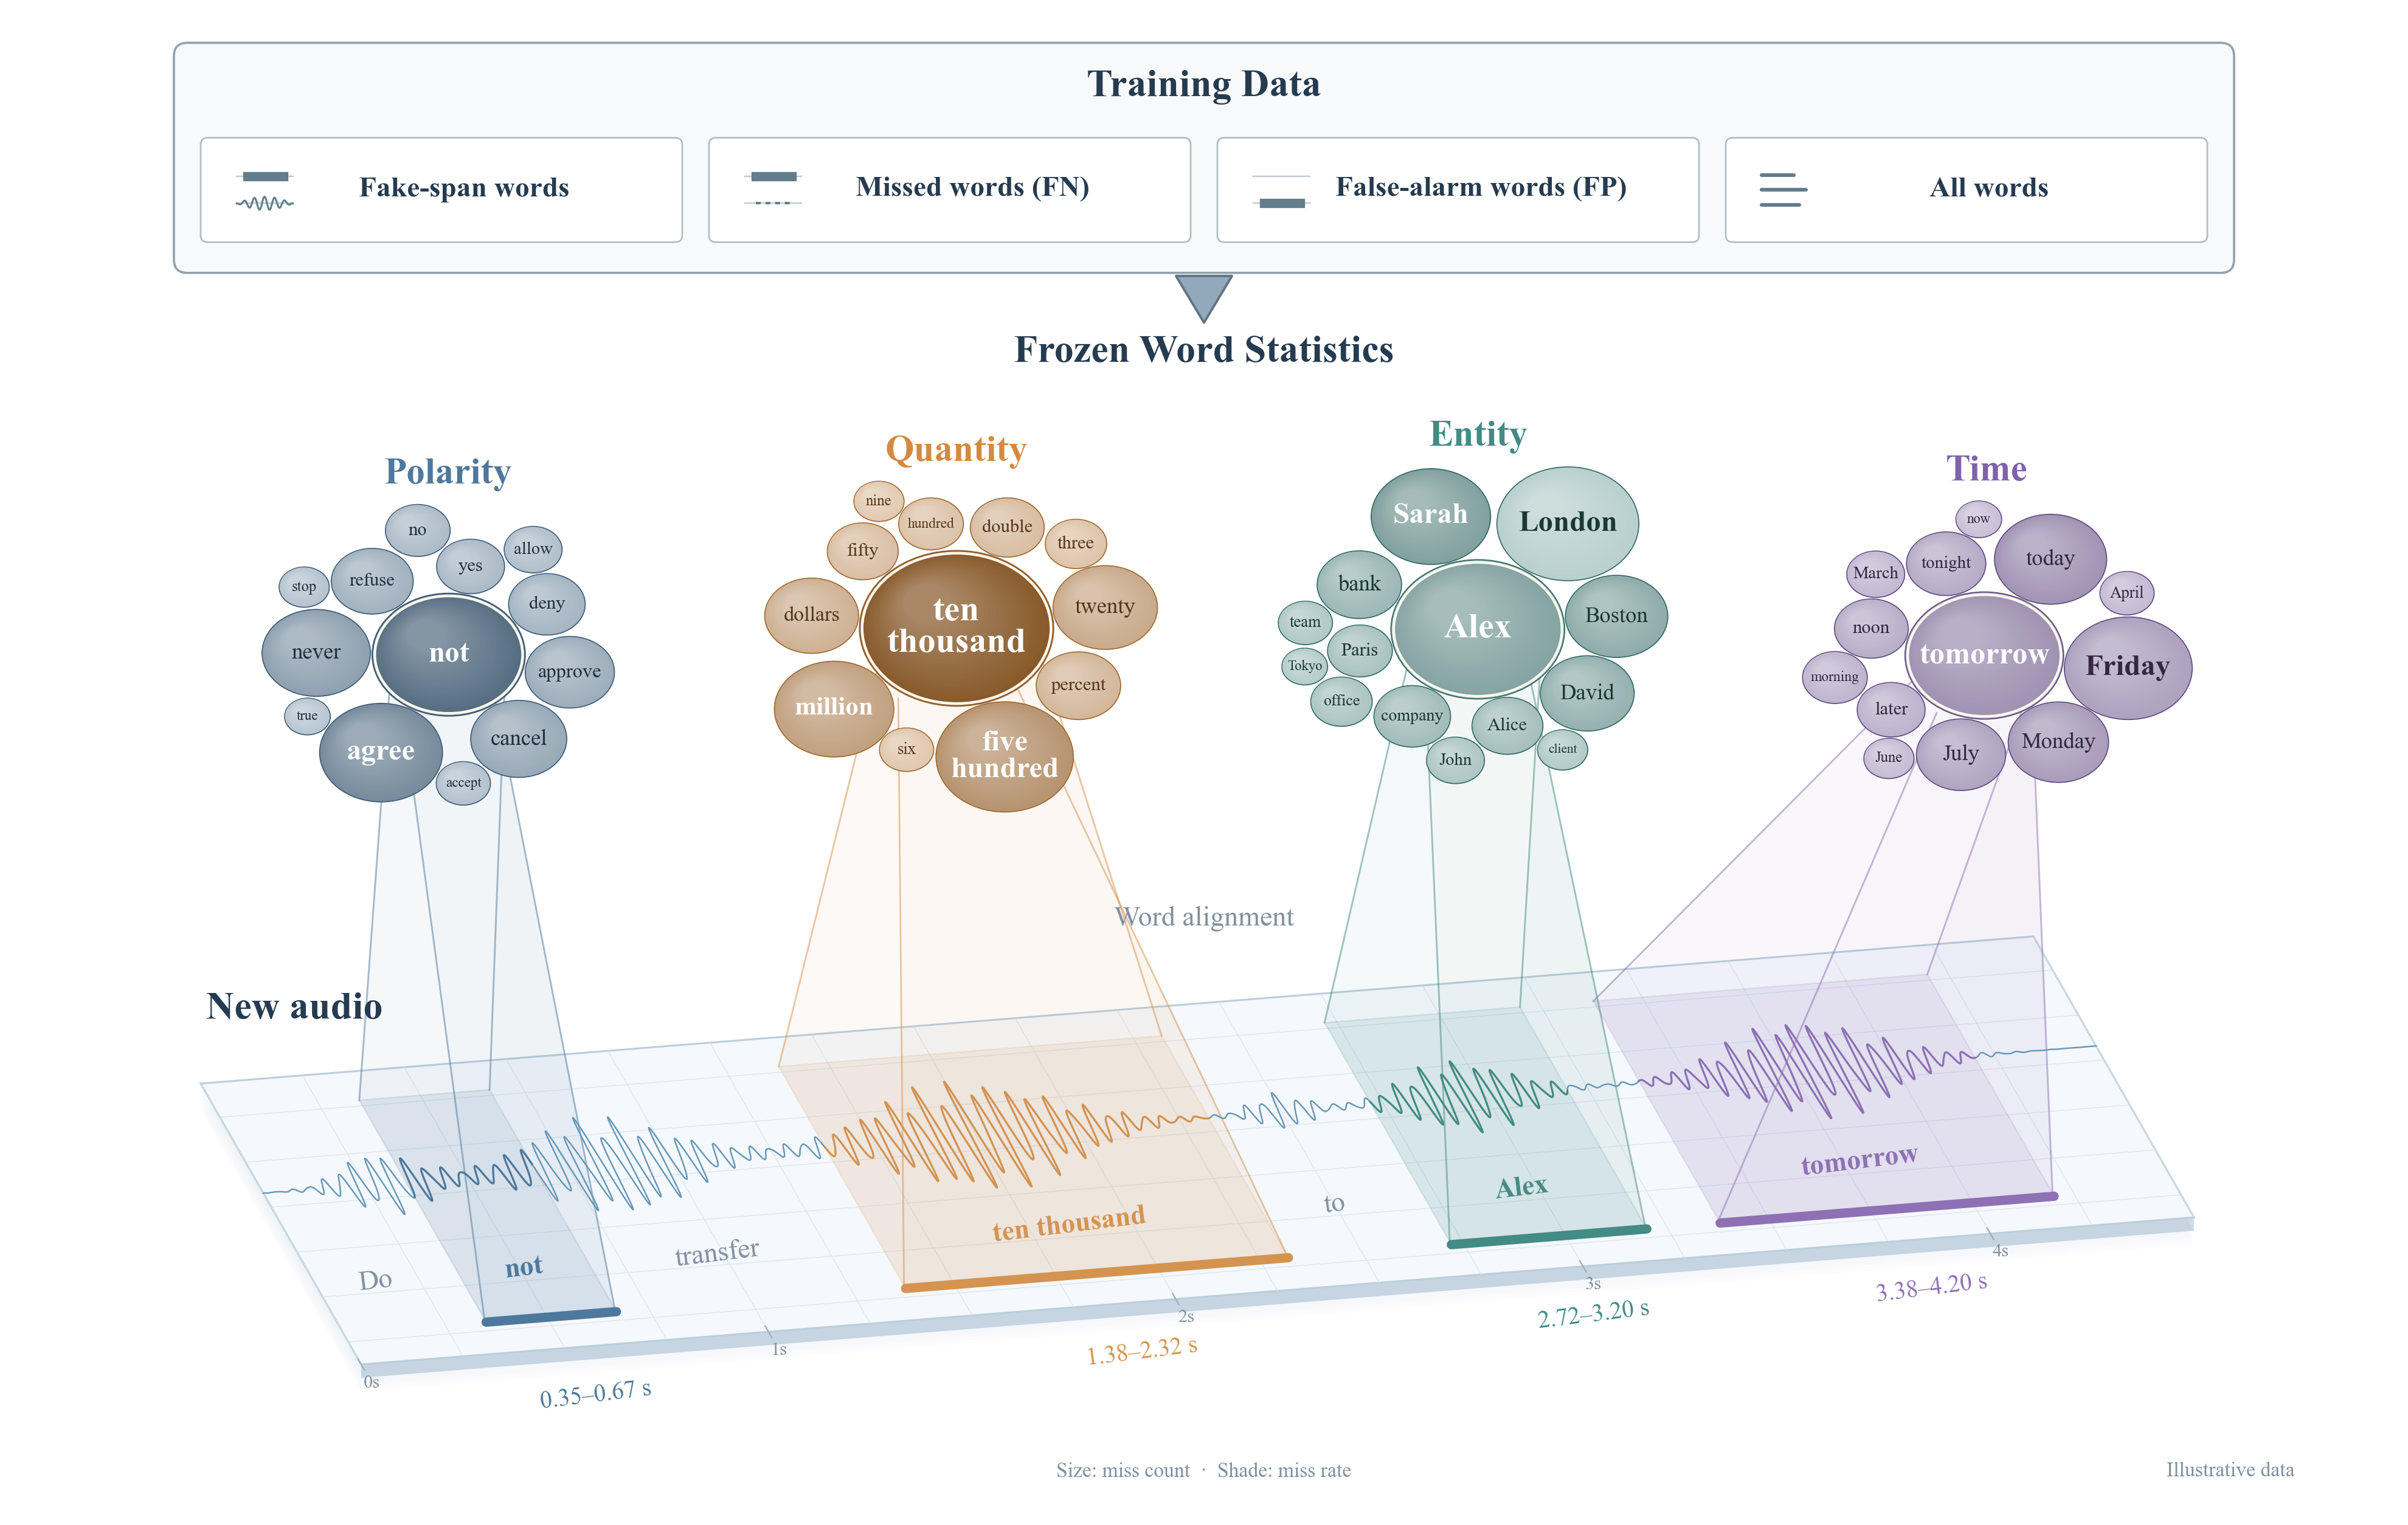 Training Data
Fake-span words
Missed words (FN)
False-alarm words (FP)
All words
Frozen Word Statistics
Polarity
no
allow
yes
stop
refuse
deny
never
not
approve
true
agree
cancel
accept
Quantity
nine
hundred
double
fifty
three
dollars
ten
thousand
twenty
percent
million
six
five
hundred
Entity
Sarah
London
bank
team
Alex
Boston
Paris
Tokyo
office
David
company
Alice
John
client
Time
now
today
tonight
March
April
noon
tomorrow
Friday
morning
later
Monday
July
June
Word alignment
New audio
Do
not
transfer
ten thousand
to
Alex
tomorrow
0s
1s
2s
3s
4s
0.35–0.67 s
1.38–2.32 s
2.72–3.20 s
3.38–4.20 s
Size: miss count · Shade: miss rate
Illustrative data